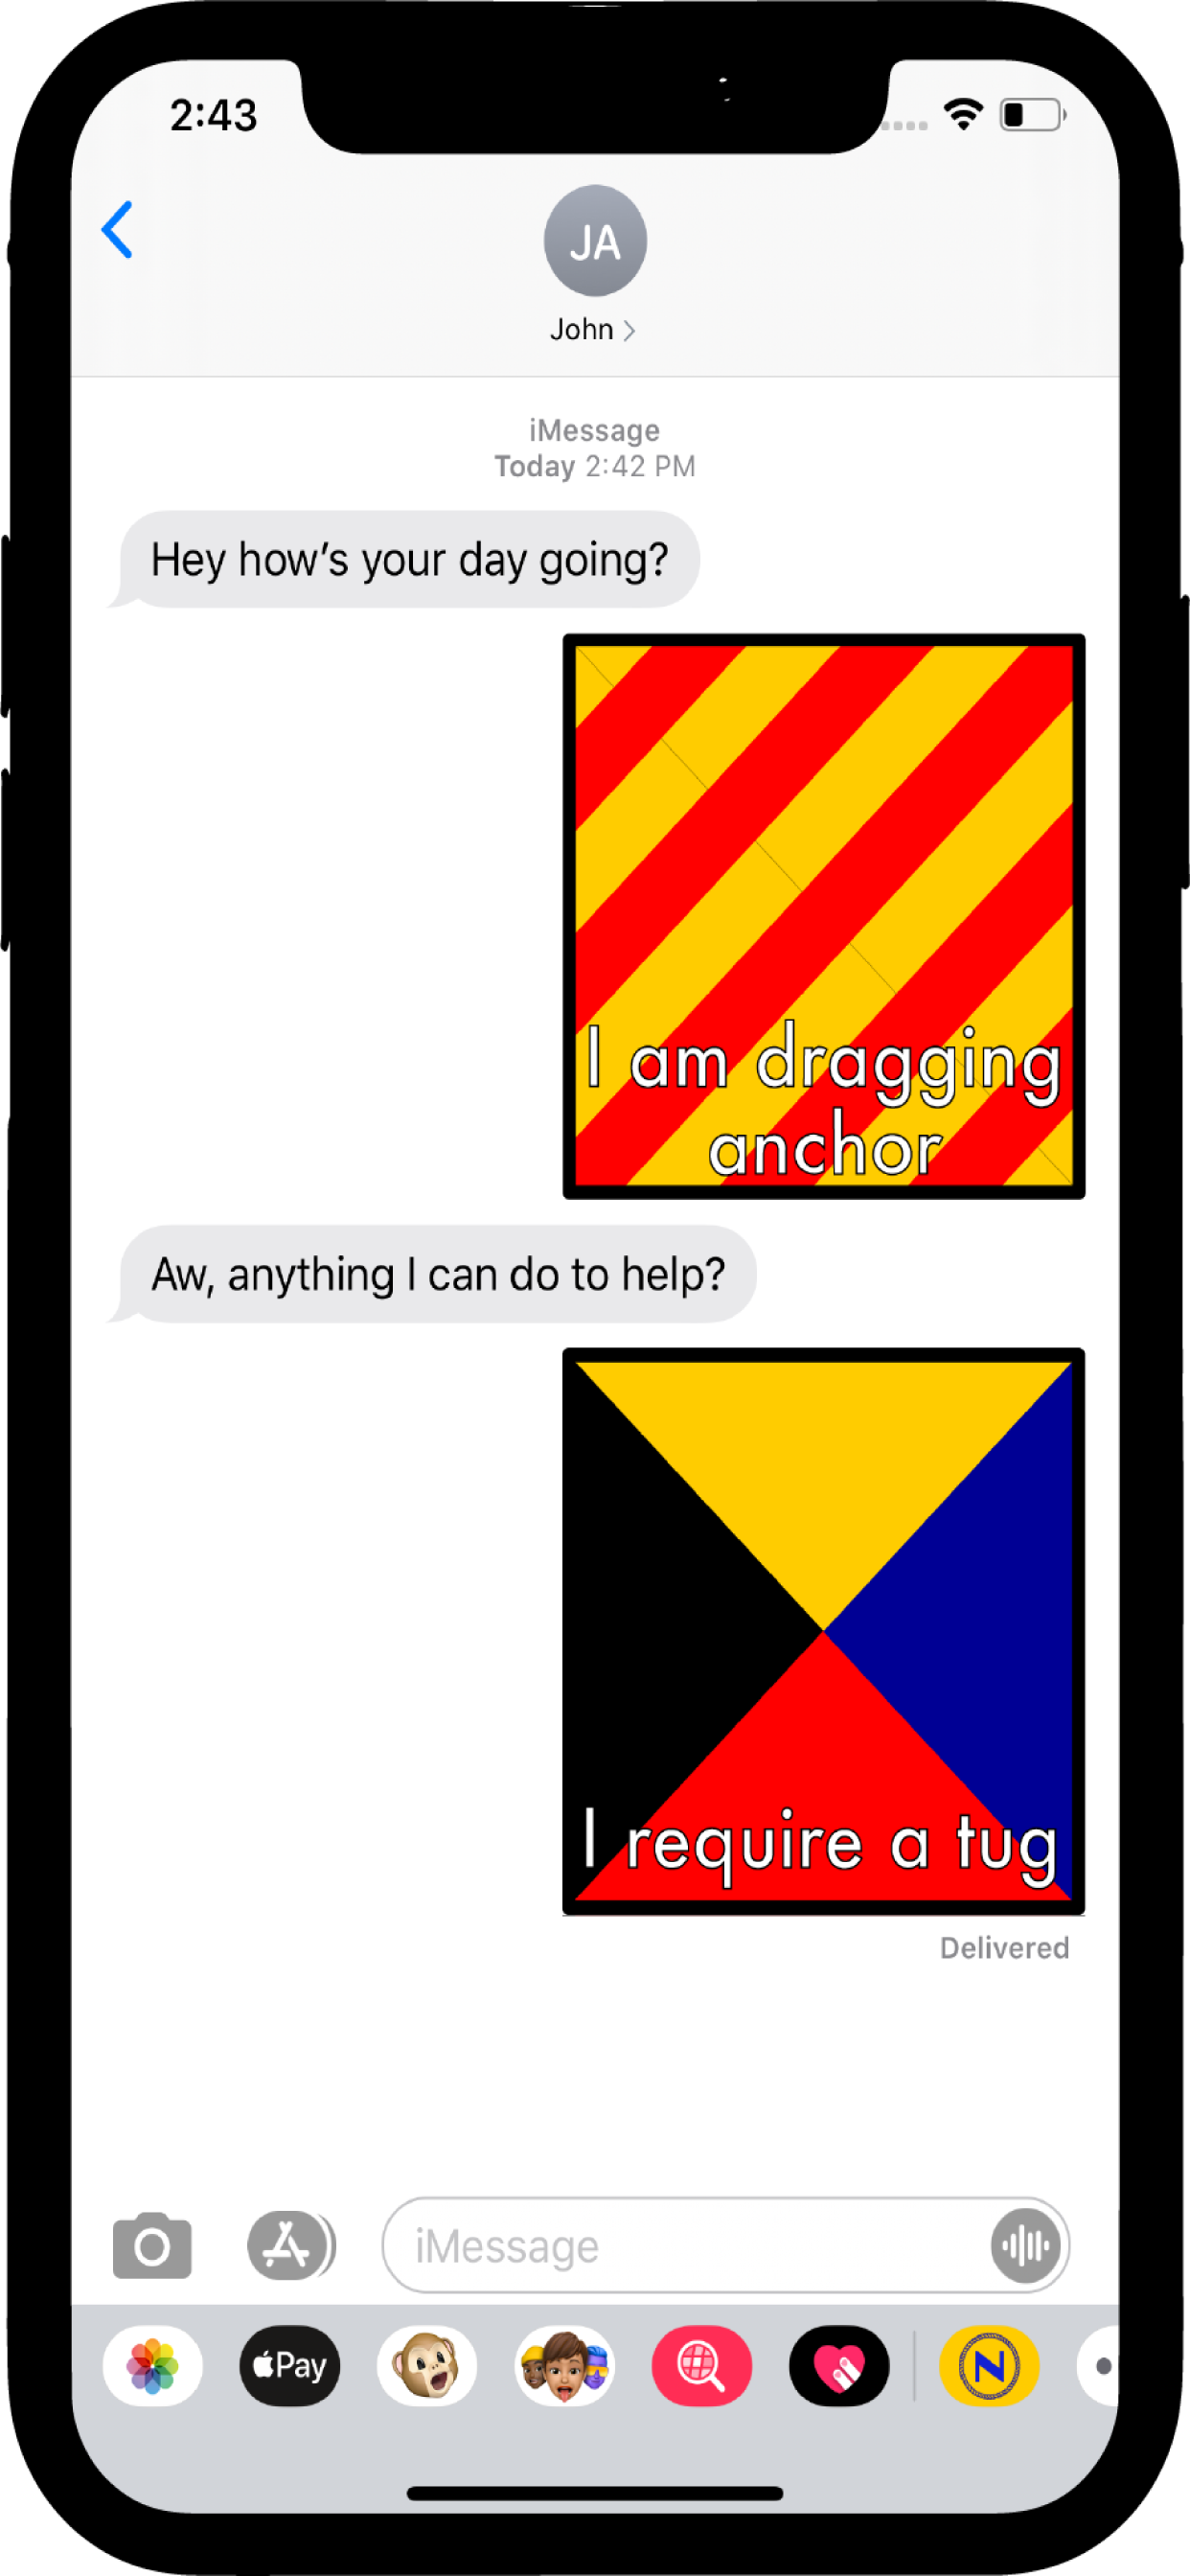 2:43
JA
John
iMessage
Today 2:42 PM
Hey how’s your day going?
I am dragging
anchor
Aw, anything I can do to help?
I require a tug
Delivered
iMessage
Pay
N